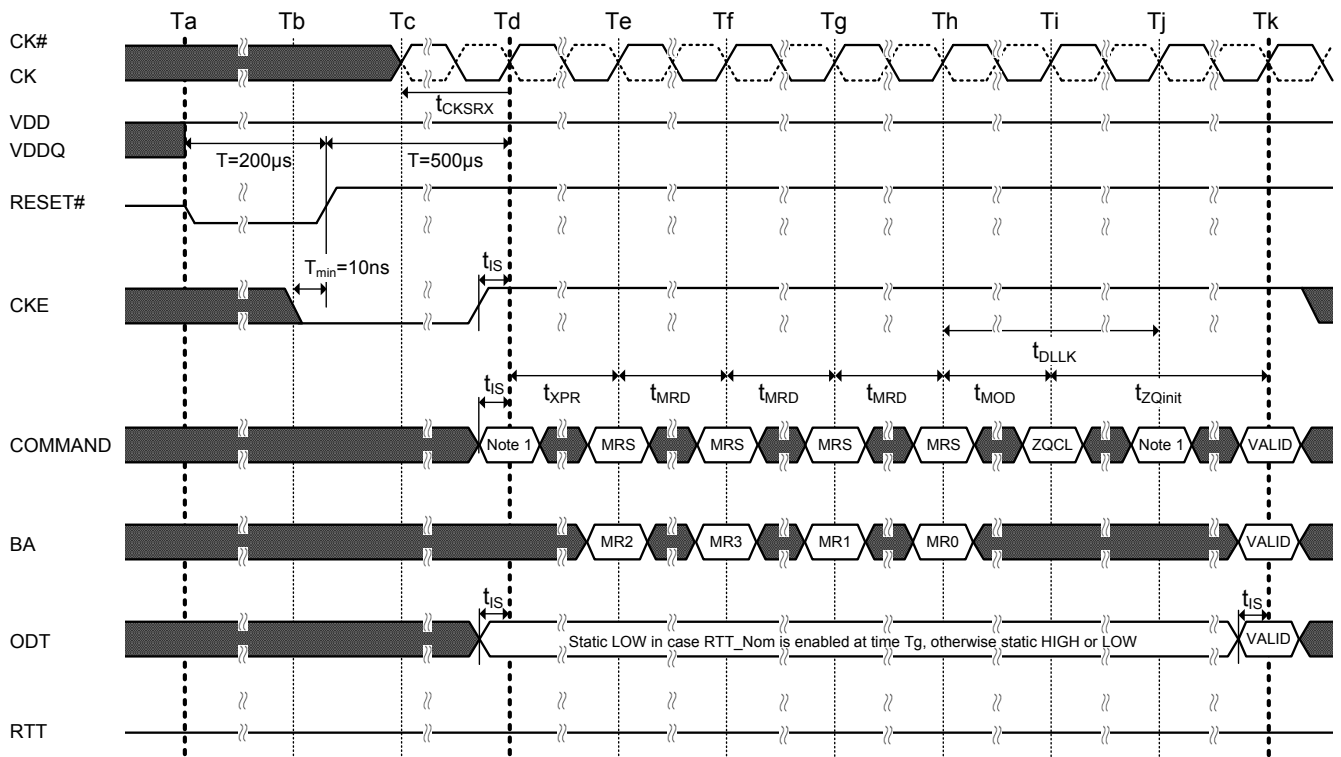 Ta Tb Tc Td Te Tf Tg Th Ti Tj Tk
CK#
CK
tCKSRX
VDD
VDDQ
T=200µs T=500µs
RESET#
Tmin=10ns tIS
CKE
tDLLK
tIS tXPR tMRD tMRD tMRD tMOD tZQinit
COMMAND Note 1 MRS MRS MRS MRS ZQCL Note 1 VALID
BA MR2 MR3 MR1 MR0 VALID
tIS tIS
ODT Static LOW in case RTT_Nom is enabled at time Tg, otherwise static HIGH or LOW VALID
RTT